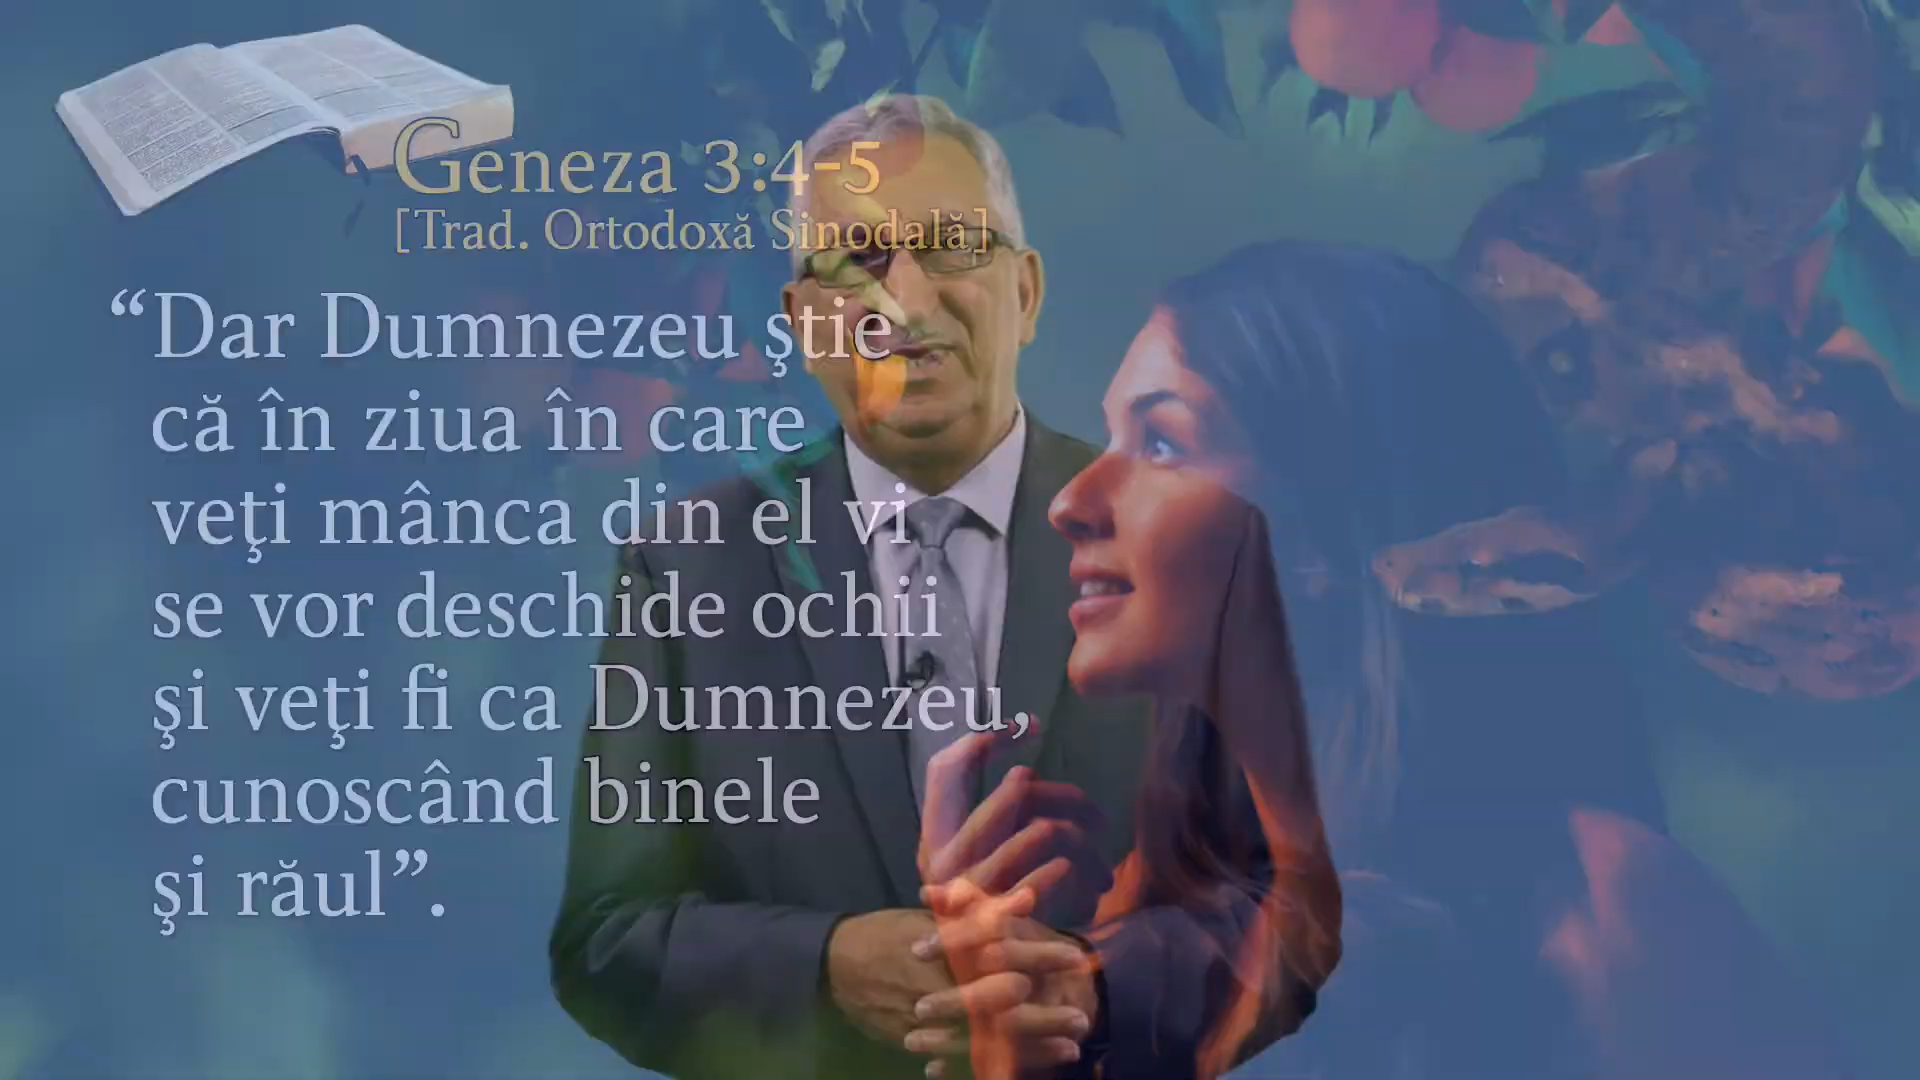 Geneza 3:4-5
[Trad. Ortodoxă Sinodală]
“Dar Dumnezeu ştie
că în ziua în care
veţi mânca din el vi
se vor deschide ochii
şi veţi fi ca Dumnezeu,
cunoscând binele
şi răul”.